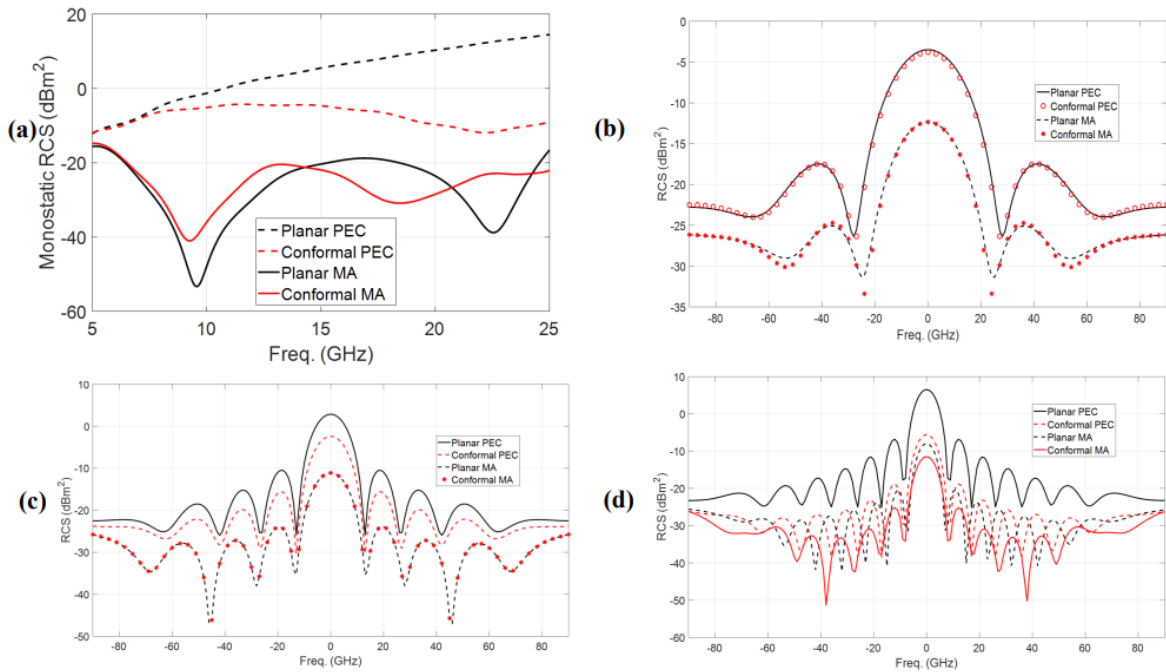 (a)
Monostatic RCS (dBm²)
20
0
-20
-40
-60
Planar PEC
Conformal PEC
Planar MA
Conformal MA
5 10 15 20 25
Freq. (GHz)
(b)
RCS (dBm²)
0
-5
-10
-15
-20
-25
-30
-35
Planar PEC
Conformal PEC
Planar MA
Conformal MA
-80 -60 -40 -20 0 20 40 60 80
Freq. (GHz)
(c)
RCS (dBm²)
10
0
-10
-20
-30
-40
-50
Planar PEC
Conformal PEC
Planar MA
Conformal MA
-80 -60 -40 -20 0 20 40 60 80
Freq. (GHz)
(d)
RCS (dBm²)
10
0
-10
-20
-30
-40
-50
-60
Planar PEC
Conformal PEC
Planar MA
Conformal MA
-80 -60 -40 -20 0 20 40 60 80
Freq. (GHz)